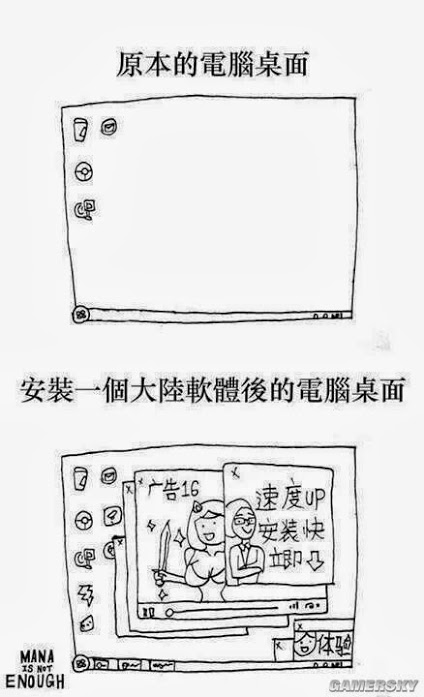 原本的電腦桌面
安裝一個大陸軟體後的電腦桌面
广告16
速度UP
安装快
立即
体验
MANA
IS NOT
ENOUGH
GAMERSKY